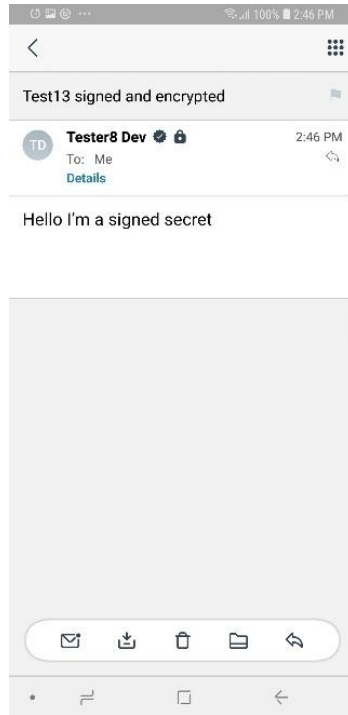 100% 2:46 PM
Test13 signed and encrypted
TD
Tester8 Dev 2:46 PM
To: Me
Details
Hello I'm a signed secret